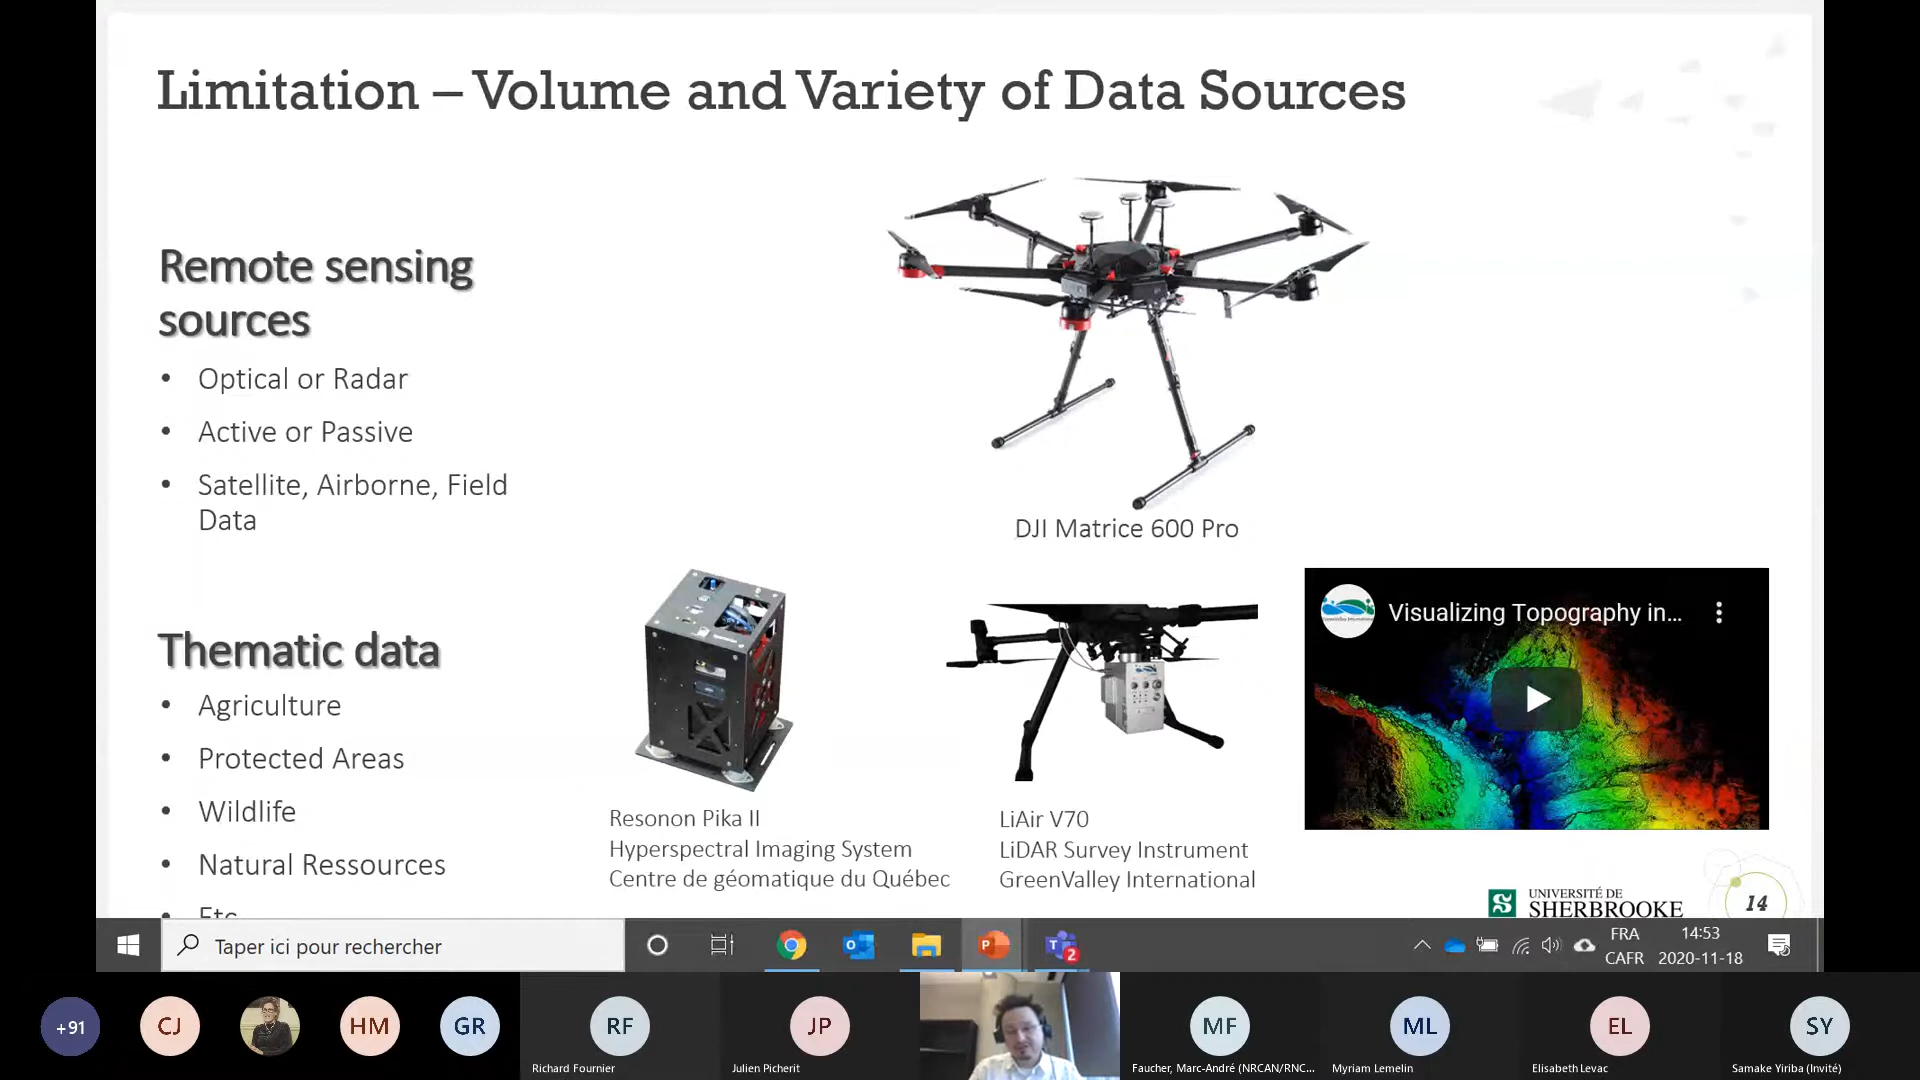 Limitation – Volume and Variety of Data Sources
Remote sensing
sources
• Optical or Radar
• Active or Passive
• Satellite, Airborne, Field
Data
Thematic data
• Agriculture
• Protected Areas
• Wildlife
• Natural Ressources
• Etc
DJI Matrice 600 Pro
Resonon Pika II
Hyperspectral Imaging System
Centre de géomatique du Québec
LiAir V70
LiDAR Survey Instrument
GreenValley International
Visualizing Topography in...
UNIVERSITÉ DE
SHERBROOKE
14
Taper ici pour rechercher
2
FRA
CAFR
14:53
2020-11-18
+91
CJ
HM
GR
RF
Richard Fournier
JP
Julien Picherit
MF
Faucher, Marc-André (NRCAN/RNC...
ML
Myriam Lemelin
EL
Elisabeth Levac
SY
Samake Yiriba (Invité)